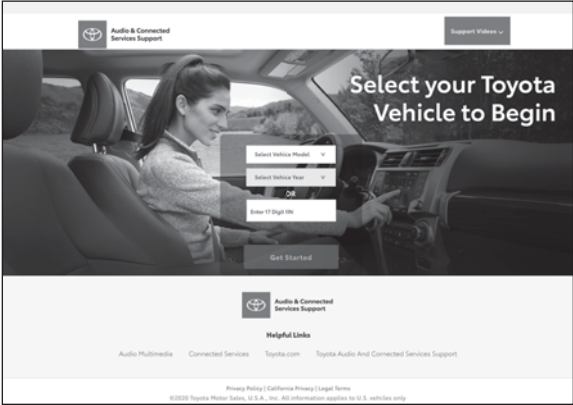 Audio & Connected
Services Support
Support Videos
Select your Toyota
Vehicle to Begin
Select Vehice Model
Select Vehicle Year
OR
Enter 17 Digit VIN
Get Started
Audio & Connected
Services Support
Helpful Links
Audio Multimedia Connected Services Toyota.com Toyota Audio And Connected Services Support
Privacy Policy | California Privacy | Legal Terms
©2020 Toyota Motor Sales, U.S.A., Inc. All information applies to U.S. vehicles only